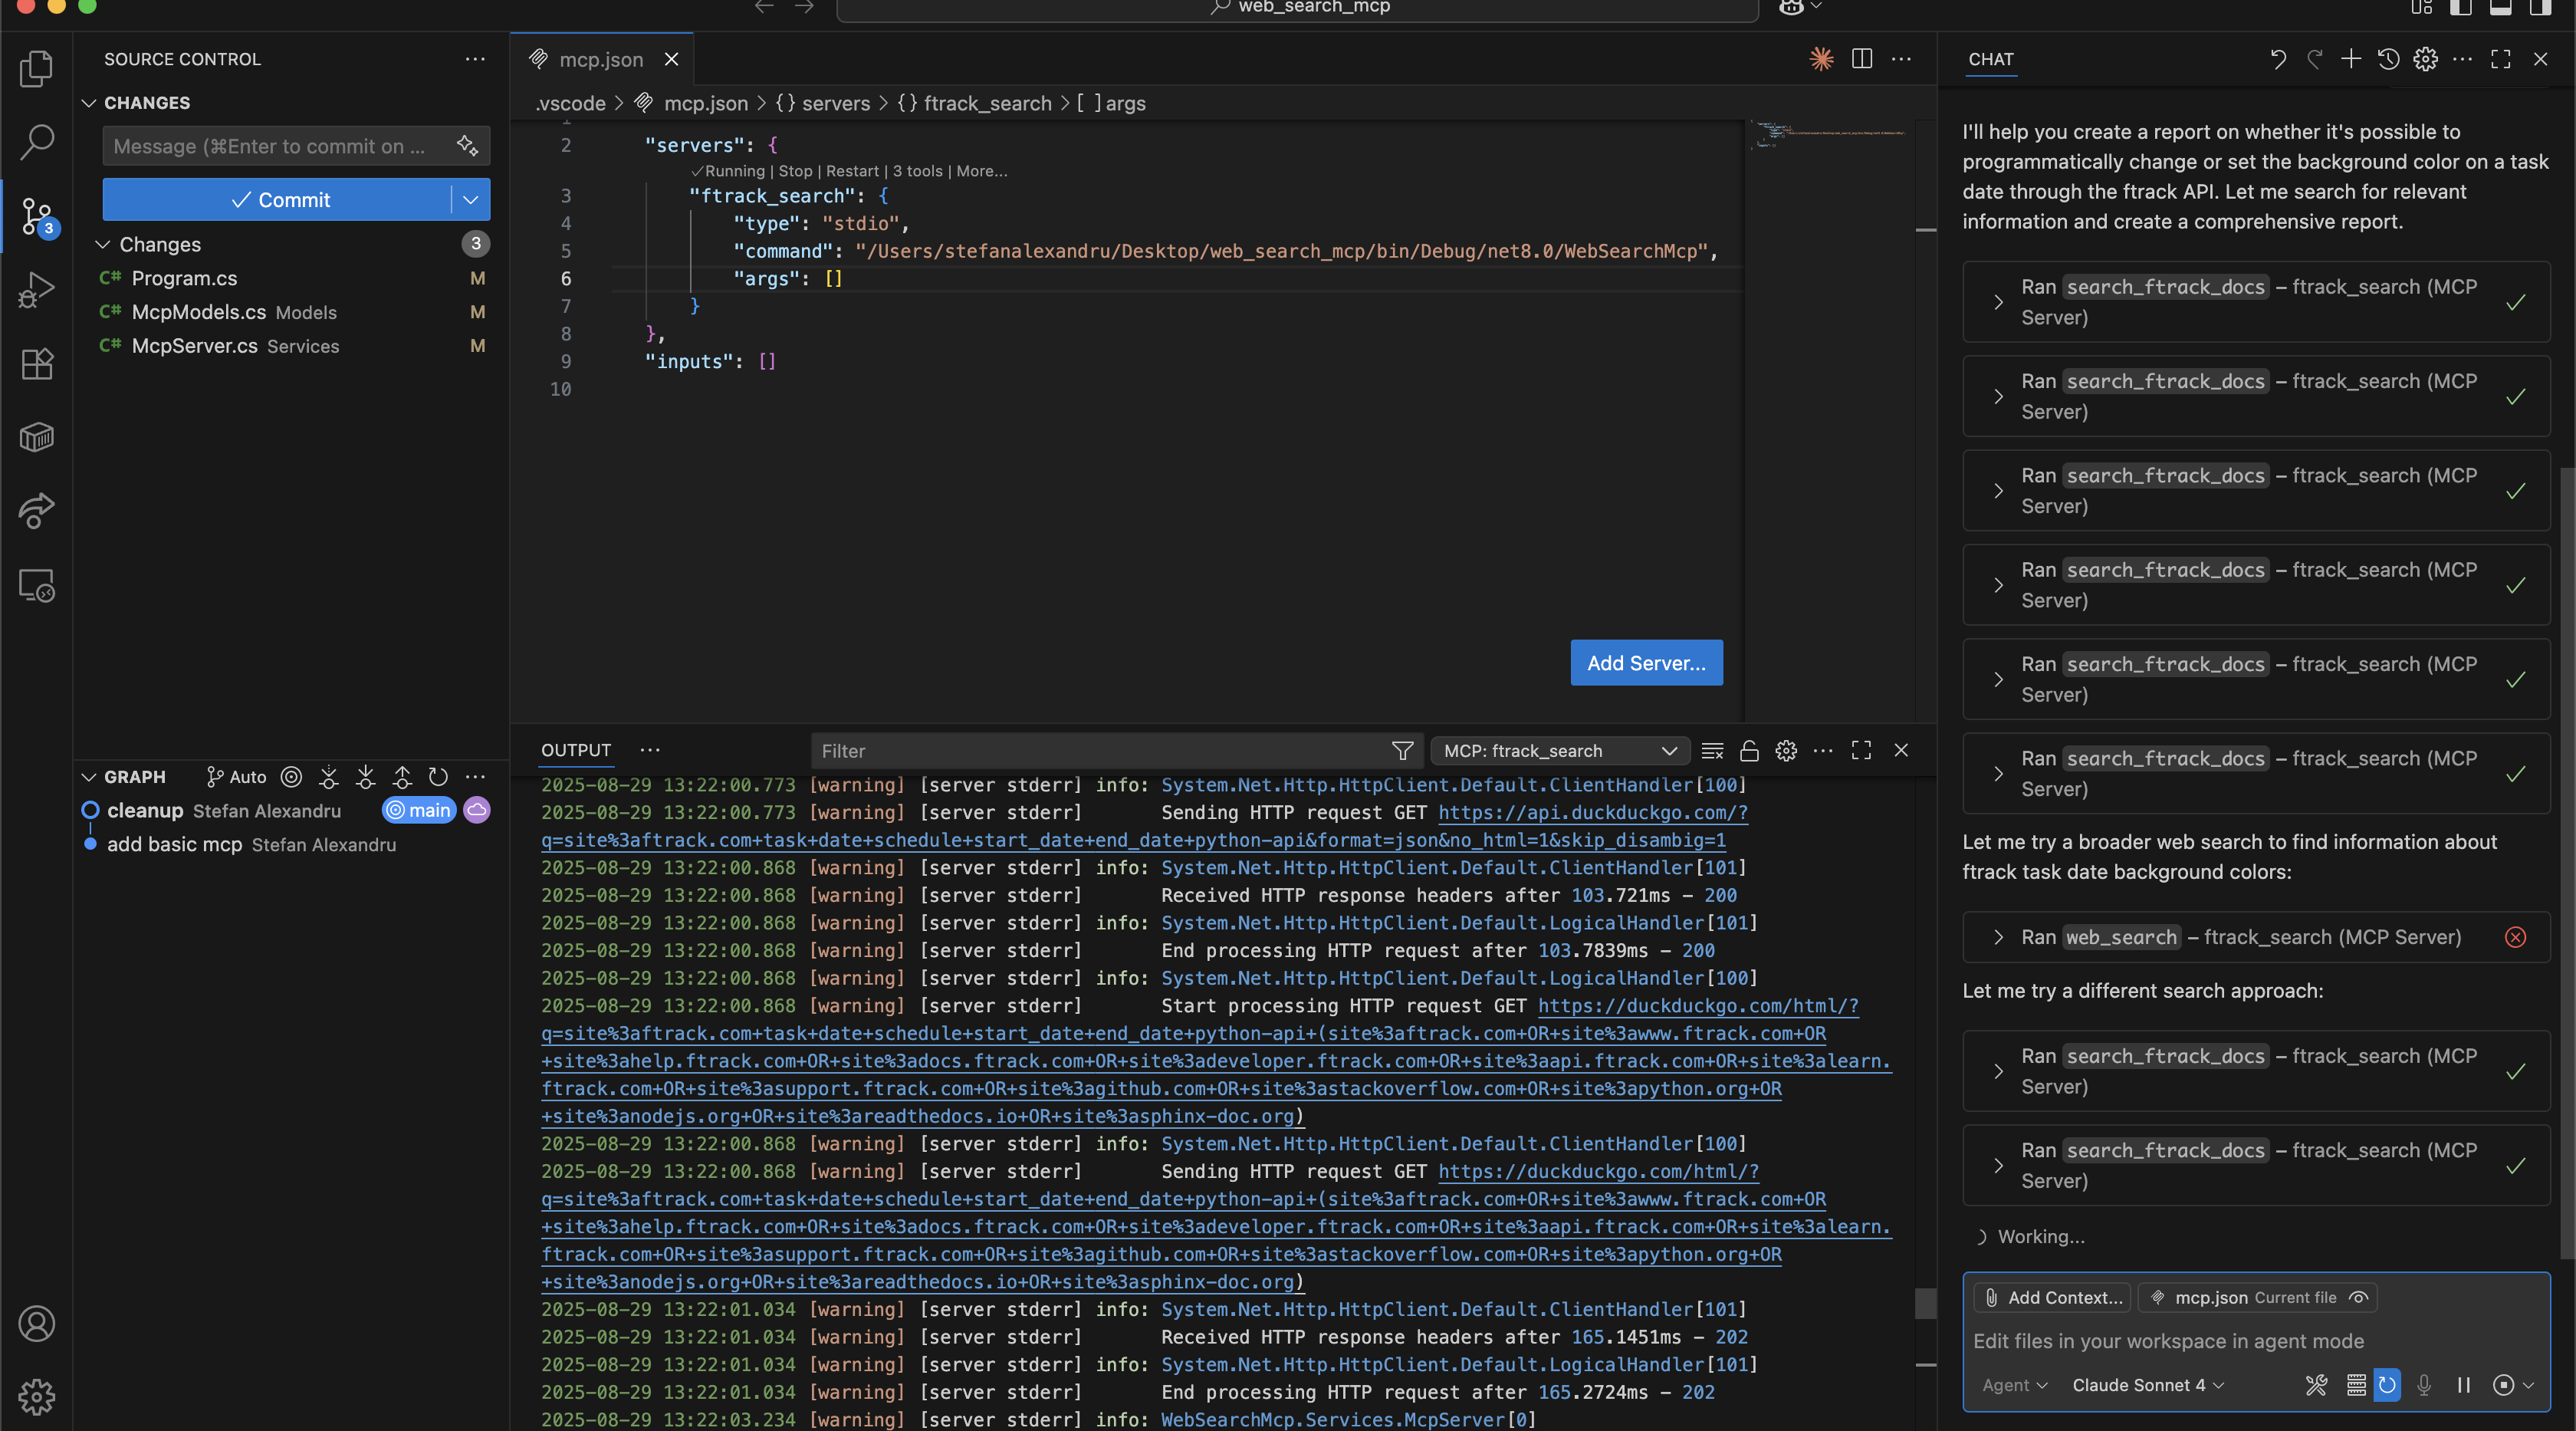 web_search_mcp
SOURCE CONTROL
CHANGES
Message (⌘Enter to commit on ...
Commit
3
Changes
3
C# Program.cs M
C# McpModels.cs Models M
C# McpServer.cs Services M
GRAPH
Auto
cleanup Stefan Alexandru main
add basic mcp Stefan Alexandru
mcp.json
.vscode > mcp.json > {} servers > {} ftrack_search > [ ] args
1
2 "servers": {
✓Running | Stop | Restart | 3 tools | More...
3 "ftrack_search": {
4 "type": "stdio",
5 "command": "/Users/stefanalexandru/Desktop/web_search_mcp/bin/Debug/net8.0/WebSearchMcp",
6 "args": []
7 }
8 },
9 "inputs": []
10
Add Server...
OUTPUT
Filter
MCP: ftrack_search
2025-08-29 13:22:00.773 [warning] [server stderr] info: System.Net.Http.HttpClient.Default.ClientHandler[100]
2025-08-29 13:22:00.773 [warning] [server stderr] Sending HTTP request GET https://api.duckduckgo.com/?
q=site%3aftrack.com+task+date+schedule+start_date+end_date+python-api&format=json&no_html=1&skip_disambig=1
2025-08-29 13:22:00.868 [warning] [server stderr] info: System.Net.Http.HttpClient.Default.ClientHandler[101]
2025-08-29 13:22:00.868 [warning] [server stderr] Received HTTP response headers after 103.721ms - 200
2025-08-29 13:22:00.868 [warning] [server stderr] info: System.Net.Http.HttpClient.Default.LogicalHandler[101]
2025-08-29 13:22:00.868 [warning] [server stderr] End processing HTTP request after 103.7839ms - 200
2025-08-29 13:22:00.868 [warning] [server stderr] info: System.Net.Http.HttpClient.Default.LogicalHandler[100]
2025-08-29 13:22:00.868 [warning] [server stderr] Start processing HTTP request GET https://duckduckgo.com/html/?
q=site%3aftrack.com+task+date+schedule+start_date+end_date+python-api+(site%3aftrack.com+OR+site%3awww.ftrack.com+OR
+site%3ahelp.ftrack.com+OR+site%3adocs.ftrack.com+OR+site%3adeveloper.ftrack.com+OR+site%3aapi.ftrack.com+OR+site%3alearn.
ftrack.com+OR+site%3asupport.ftrack.com+OR+site%3agithub.com+OR+site%3astackoverflow.com+OR+site%3apython.org+OR
+site%3anodejs.org+OR+site%3areadthedocs.io+OR+site%3asphinx-doc.org)
2025-08-29 13:22:00.868 [warning] [server stderr] info: System.Net.Http.HttpClient.Default.ClientHandler[100]
2025-08-29 13:22:00.868 [warning] [server stderr] Sending HTTP request GET https://duckduckgo.com/html/?
q=site%3aftrack.com+task+date+schedule+start_date+end_date+python-api+(site%3aftrack.com+OR+site%3awww.ftrack.com+OR
+site%3ahelp.ftrack.com+OR+site%3adocs.ftrack.com+OR+site%3adeveloper.ftrack.com+OR+site%3aapi.ftrack.com+OR+site%3alearn.
ftrack.com+OR+site%3asupport.ftrack.com+OR+site%3agithub.com+OR+site%3astackoverflow.com+OR+site%3apython.org+OR
+site%3anodejs.org+OR+site%3areadthedocs.io+OR+site%3asphinx-doc.org)
2025-08-29 13:22:01.034 [warning] [server stderr] info: System.Net.Http.HttpClient.Default.ClientHandler[101]
2025-08-29 13:22:01.034 [warning] [server stderr] Received HTTP response headers after 165.1451ms - 202
2025-08-29 13:22:01.034 [warning] [server stderr] info: System.Net.Http.HttpClient.Default.LogicalHandler[101]
2025-08-29 13:22:01.034 [warning] [server stderr] End processing HTTP request after 165.2724ms - 202
2025-08-29 13:22:03.234 [warning] [server stderr] info: WebSearchMcp.Services.McpServer[0]
CHAT
I'll help you create a report on whether it's possible to
programmatically change or set the background color on a task
date through the ftrack API. Let me search for relevant
information and create a comprehensive report.
Ran search_ftrack_docs – ftrack_search (MCP
Server)
Ran search_ftrack_docs – ftrack_search (MCP
Server)
Ran search_ftrack_docs – ftrack_search (MCP
Server)
Ran search_ftrack_docs – ftrack_search (MCP
Server)
Ran search_ftrack_docs – ftrack_search (MCP
Server)
Ran search_ftrack_docs – ftrack_search (MCP
Server)
Let me try a broader web search to find information about
ftrack task date background colors:
Ran web_search – ftrack_search (MCP Server)
Let me try a different search approach:
Ran search_ftrack_docs – ftrack_search (MCP
Server)
Ran search_ftrack_docs – ftrack_search (MCP
Server)
Working...
Add Context... mcp.json Current file
Edit files in your workspace in agent mode
Agent Claude Sonnet 4